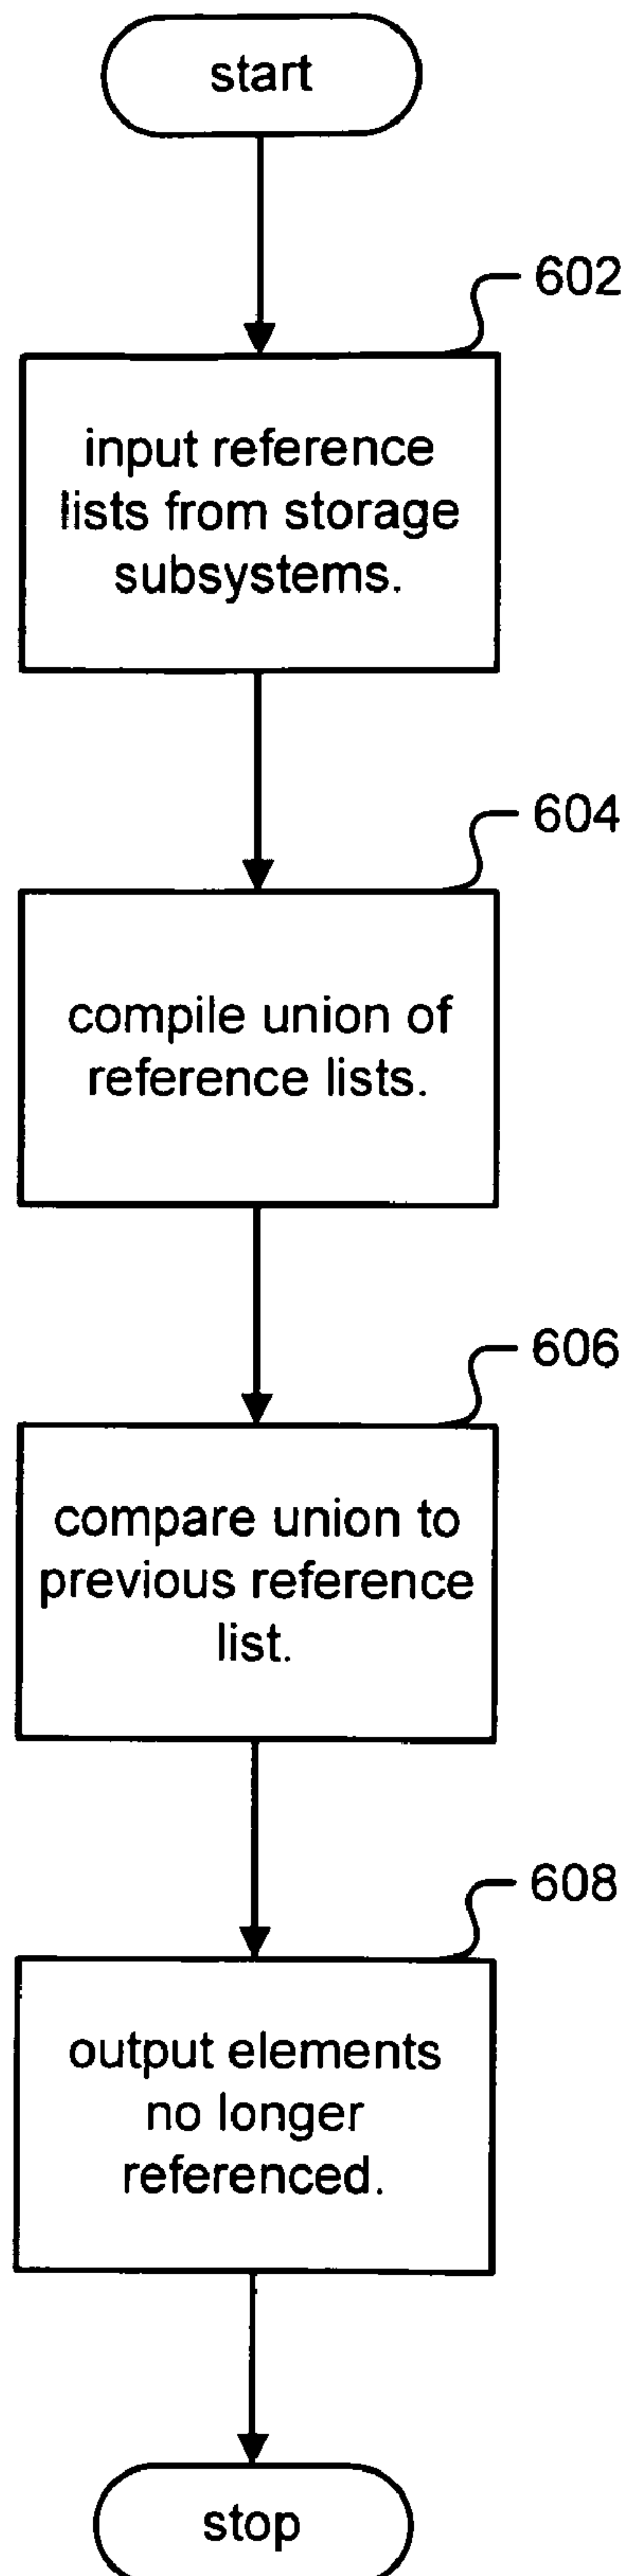 start
602
input reference
lists from storage
subsystems.
604
compile union of
reference lists.
606
compare union to
previous reference
list.
608
output elements
no longer
referenced.
stop